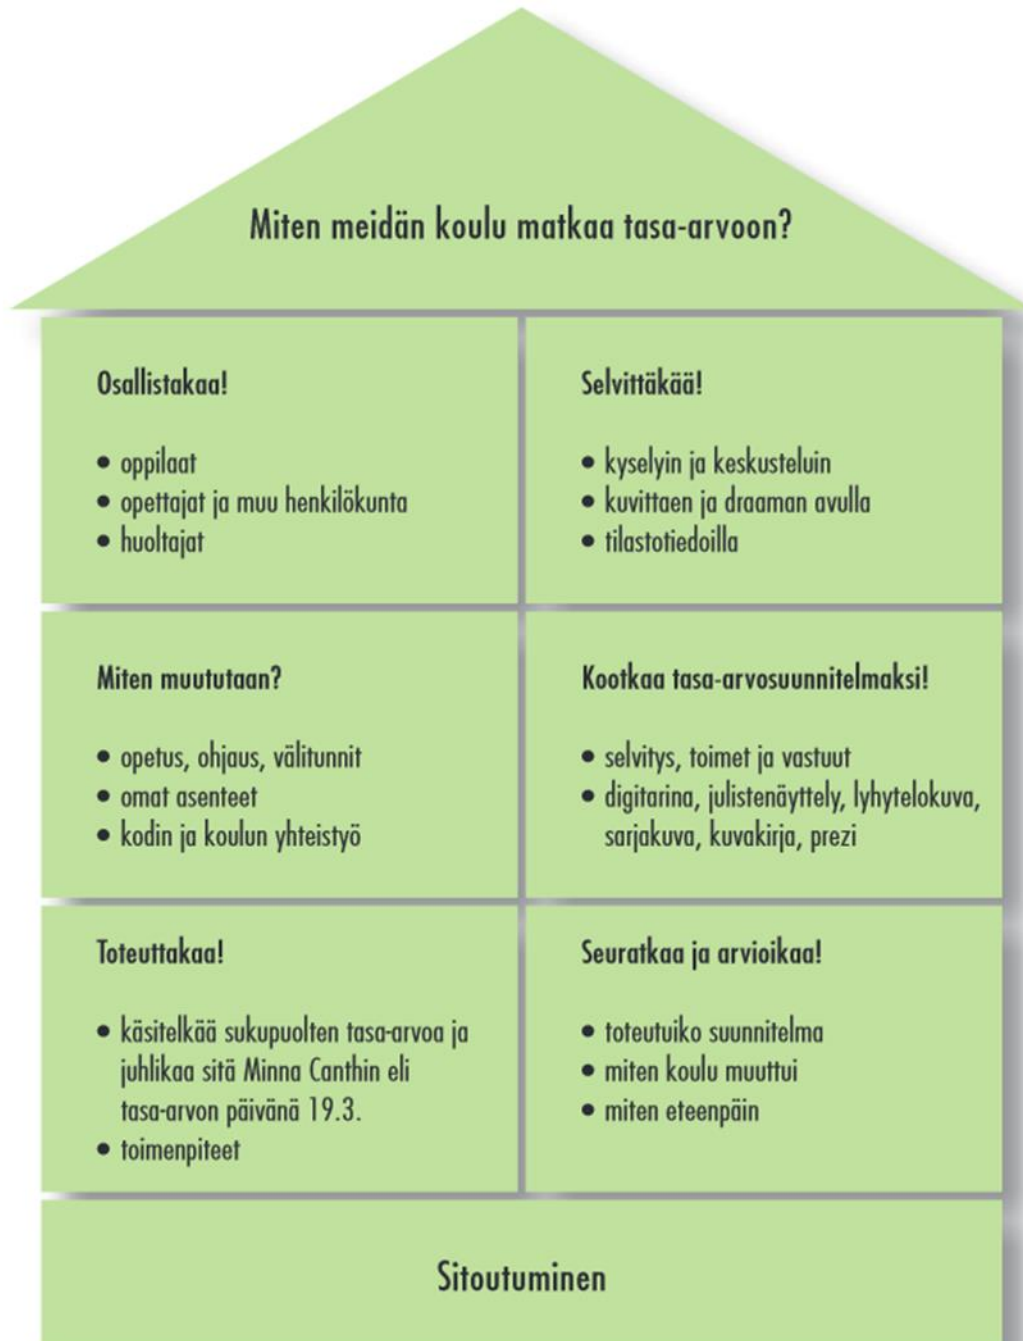 Miten meidän koulu matkaa tasa-arvoon?
Osallistakaa!
• oppilaat
• opettajat ja muu henkilökunta
• huoltajat
Selvittäkää!
• kyselyin ja keskusteluin
• kuvittaen ja draaman avulla
• tilastotiedoilla
Miten muututaan?
• opetus, ohjaus, välitunnit
• omat asenteet
• kodin ja koulun yhteistyö
Kootkaa tasa-arvosuunnitelmaksi!
• selvitys, toimet ja vastuut
• digitarina, julistenäyttely, lyhytelokuva,
sarjakuva, kuvakirja, prezi
Toteuttakaa!
• käsitelkää sukupuolten tasa-arvoa ja
juhlikaa sitä Minna Canthin eli
tasa-arvon päivänä 19.3.
• toimenpiteet
Seuratkaa ja arvioikaa!
• toteutuiko suunnitelma
• miten koulu muuttui
• miten eteenpäin
Sitoutuminen